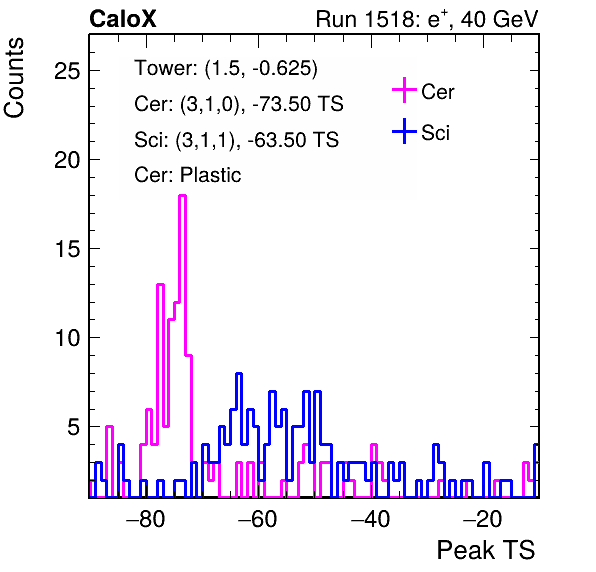 CaloX Run 1518: e⁺, 40 GeV
Counts
Tower: (1.5, -0.625)
Cer: (3,1,0), -73.50 TS
Sci: (3,1,1), -63.50 TS
Cer: Plastic
Cer
Sci
25
20
15
10
5
−80 −60 −40 −20
Peak TS